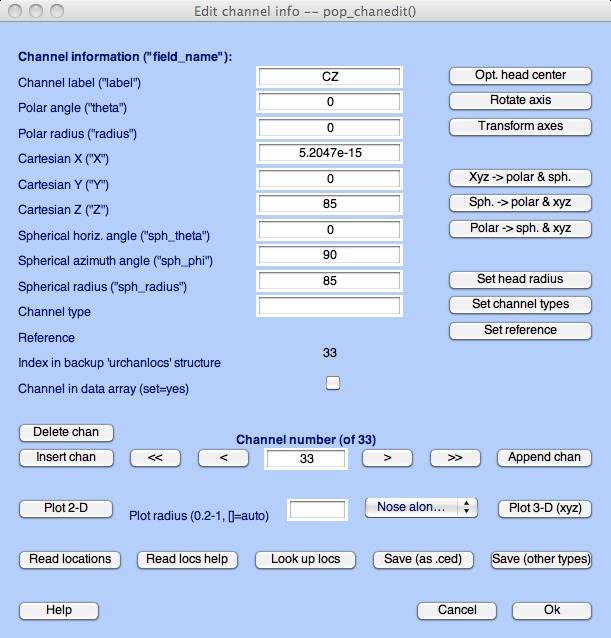 Edit channel info -- pop_chanedit()
Channel information ("field_name"):
Channel label ("label") CZ Opt. head center
Polar angle ("theta") 0 Rotate axis
Polar radius ("radius") 0 Transform axes
Cartesian X ("X") 5.2047e-15
Cartesian Y ("Y") 0 Xyz -> polar & sph.
Cartesian Z ("Z") 85 Sph. -> polar & xyz
Spherical horiz. angle ("sph_theta") 0 Polar -> sph. & xyz
Spherical azimuth angle ("sph_phi") 90
Spherical radius ("sph_radius") 85 Set head radius
Channel type Set channel types
Reference Set reference
Index in backup 'urchanlocs' structure 33
Channel in data array (set=yes)
Delete chan Channel number (of 33)
Insert chan << < 33 > >> Append chan
Plot 2-D Plot radius (0.2-1, []=auto) Nose alon... Plot 3-D (xyz)
Read locations Read locs help Look up locs Save (as .ced) Save (other types)
Help Cancel Ok